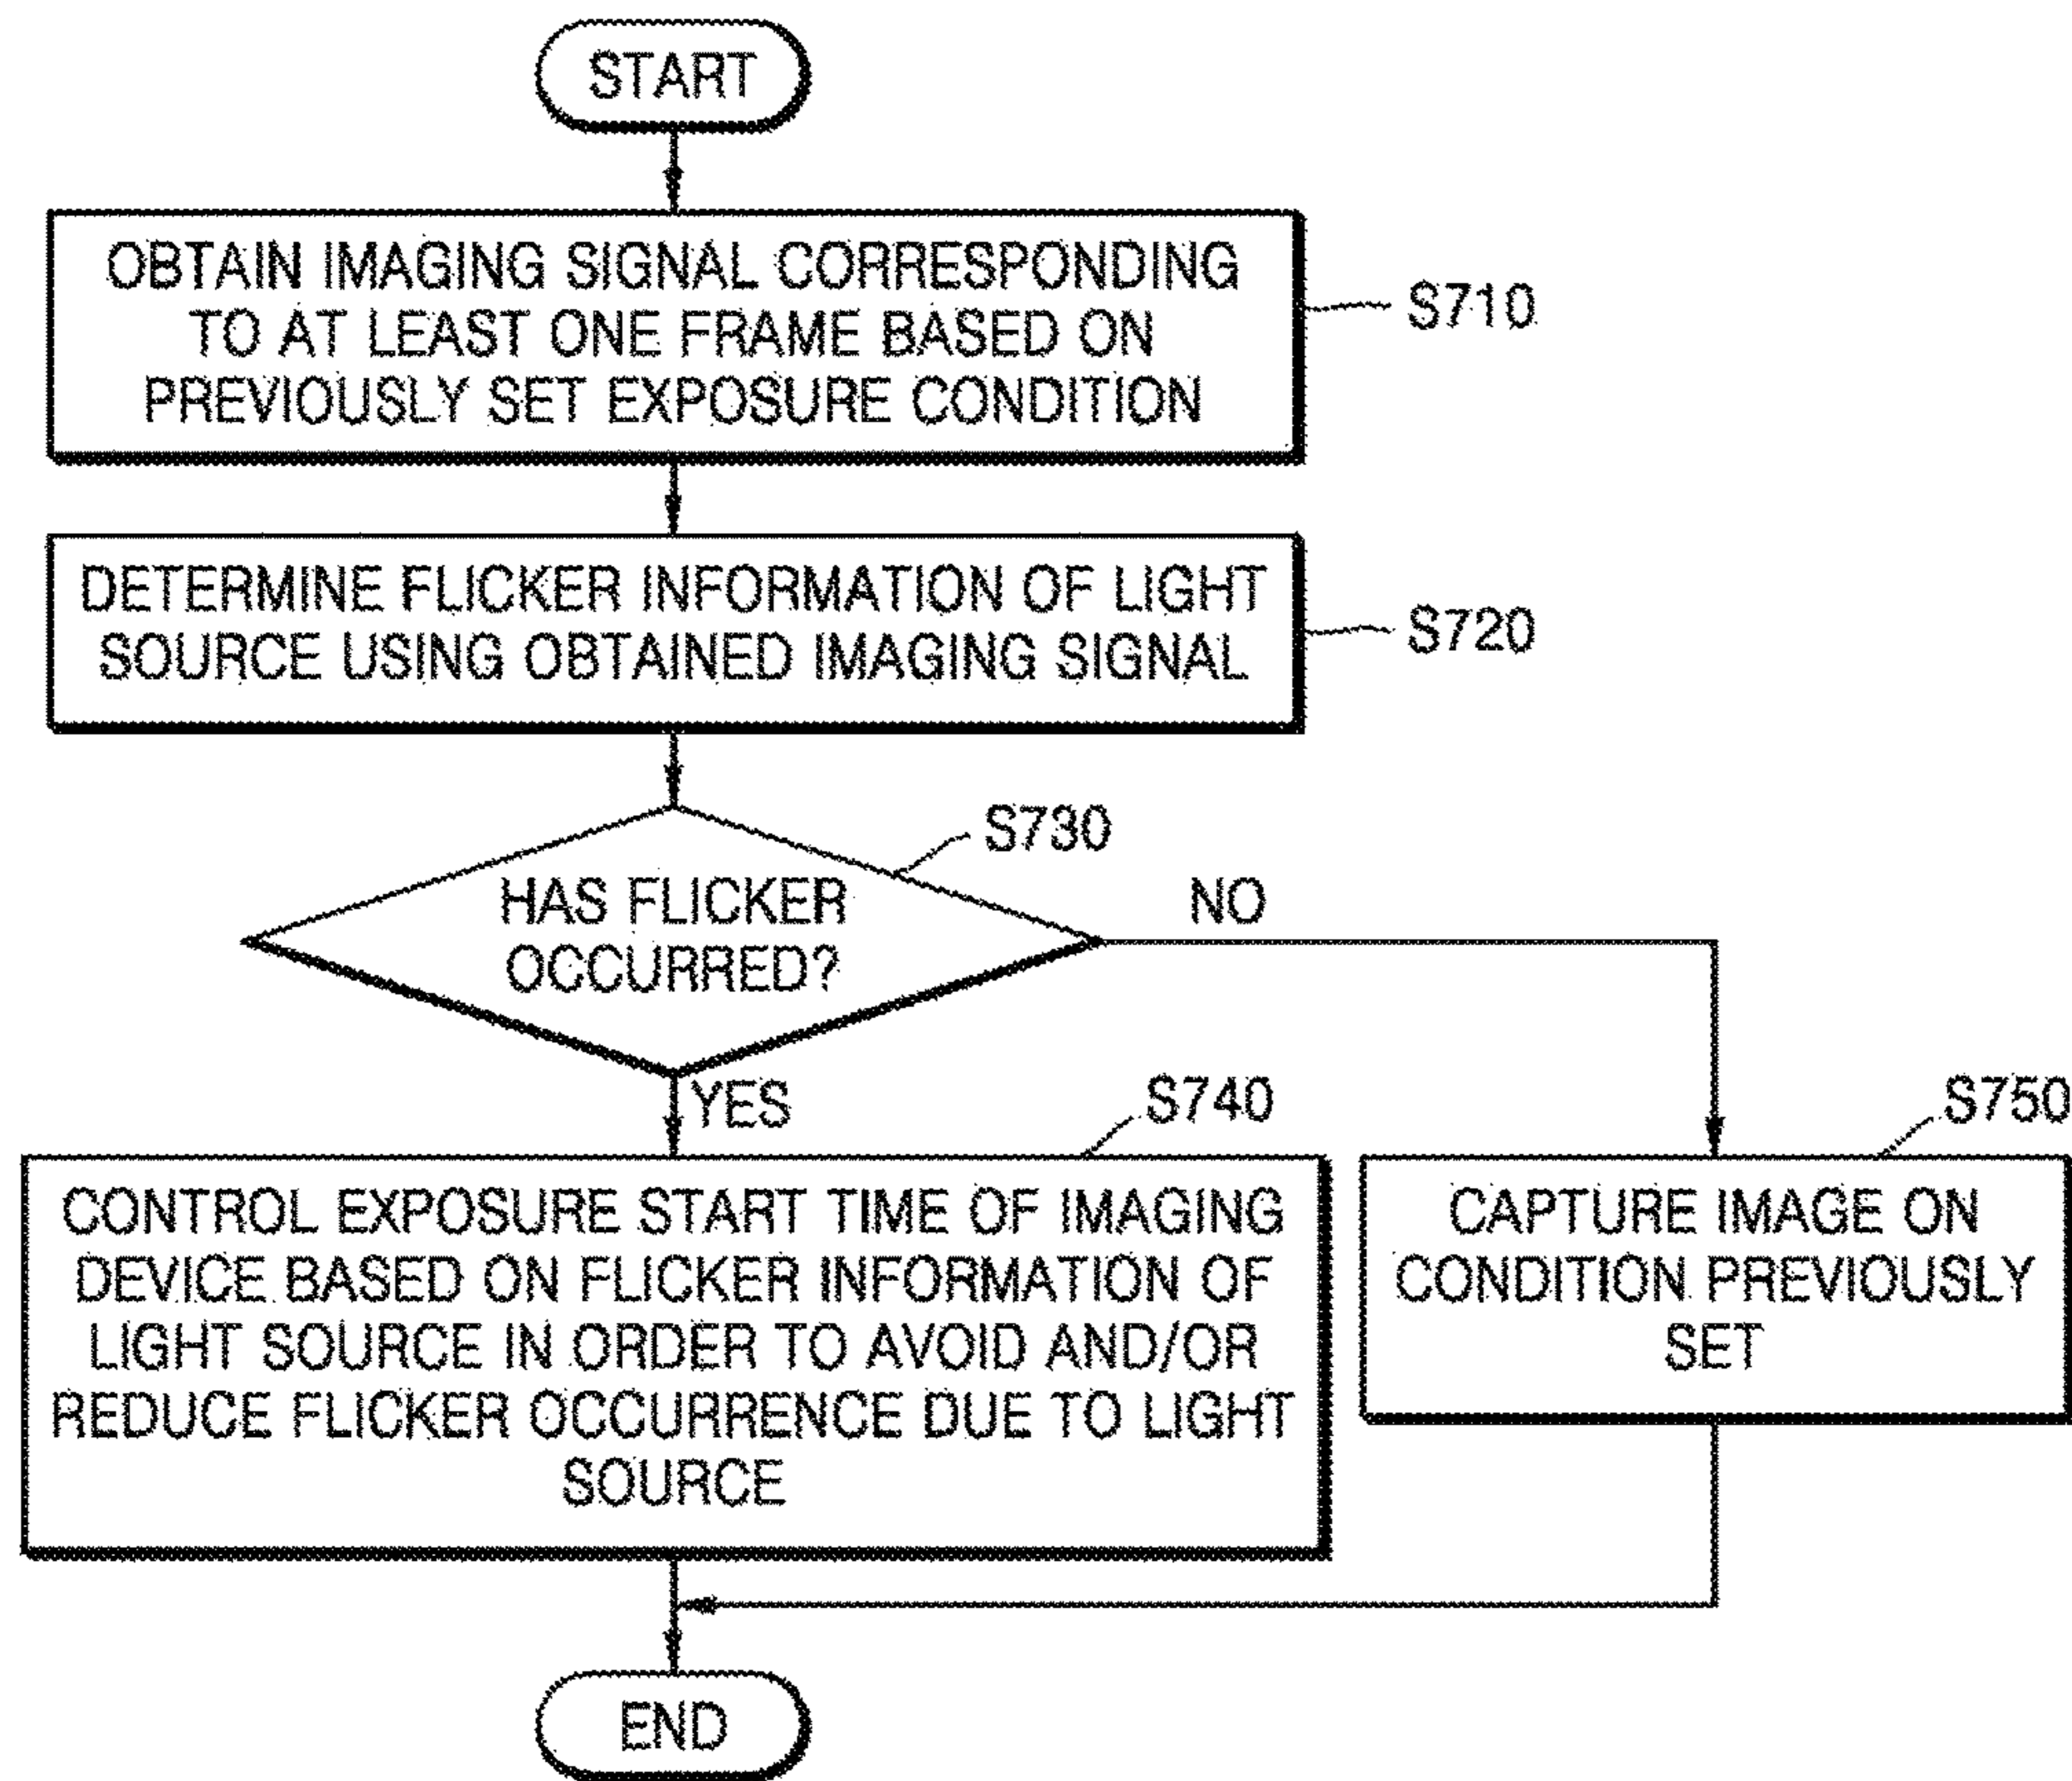 START
OBTAIN IMAGING SIGNAL CORRESPONDING
TO AT LEAST ONE FRAME BASED ON
PREVIOUSLY SET EXPOSURE CONDITION
S710
DETERMINE FLICKER INFORMATION OF LIGHT
SOURCE USING OBTAINED IMAGING SIGNAL
S720
S730
HAS FLICKER
OCCURRED?
NO
YES
S740
CONTROL EXPOSURE START TIME OF IMAGING
DEVICE BASED ON FLICKER INFORMATION OF
LIGHT SOURCE IN ORDER TO AVOID AND/OR
REDUCE FLICKER OCCURRENCE DUE TO LIGHT
SOURCE
S750
CAPTURE IMAGE ON
CONDITION PREVIOUSLY
SET
END